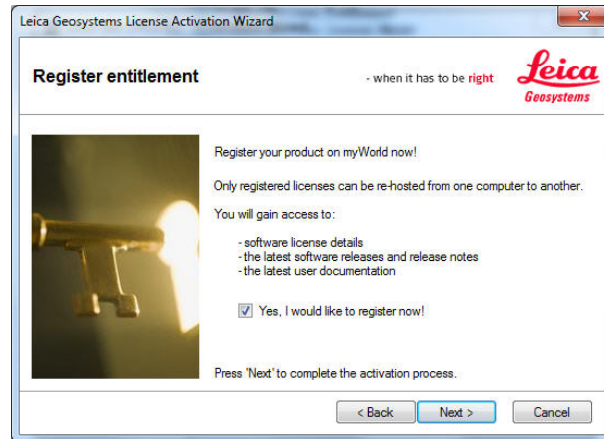 Leica Geosystems License Activation Wizard
Register entitlement
- when it has to be right
Leica
Geosystems
Register your product on myWorld now!
Only registered licenses can be re-hosted from one computer to another.
You will gain access to:
- software license details
- the latest software releases and release notes
- the latest user documentation
Yes, I would like to register now!
Press 'Next' to complete the activation process.
< Back Next > Cancel